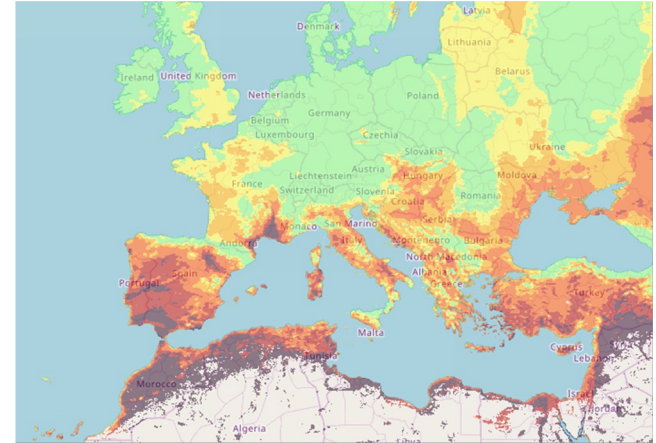 Latvia
Denmark
Lithuania
Ireland
United Kingdom
Belarus
Netherlands
Poland
Germany
Belgium
Luxembourg
Czechia
Ukraine
Slovakia
Austria
Liechtenstein
Hungary
Moldova
France
Switzerland
Slovenia
Romania
Croatia
Monaco
San Marino
Serbia
Andorra
Italy
Montenegro
Bulgaria
North Macedonia
Spain
Albania
Portugal
Greece
Turkey
Malta
Cyprus
Tunisia
Lebanon
Morocco
Israel
Jordan
Algeria